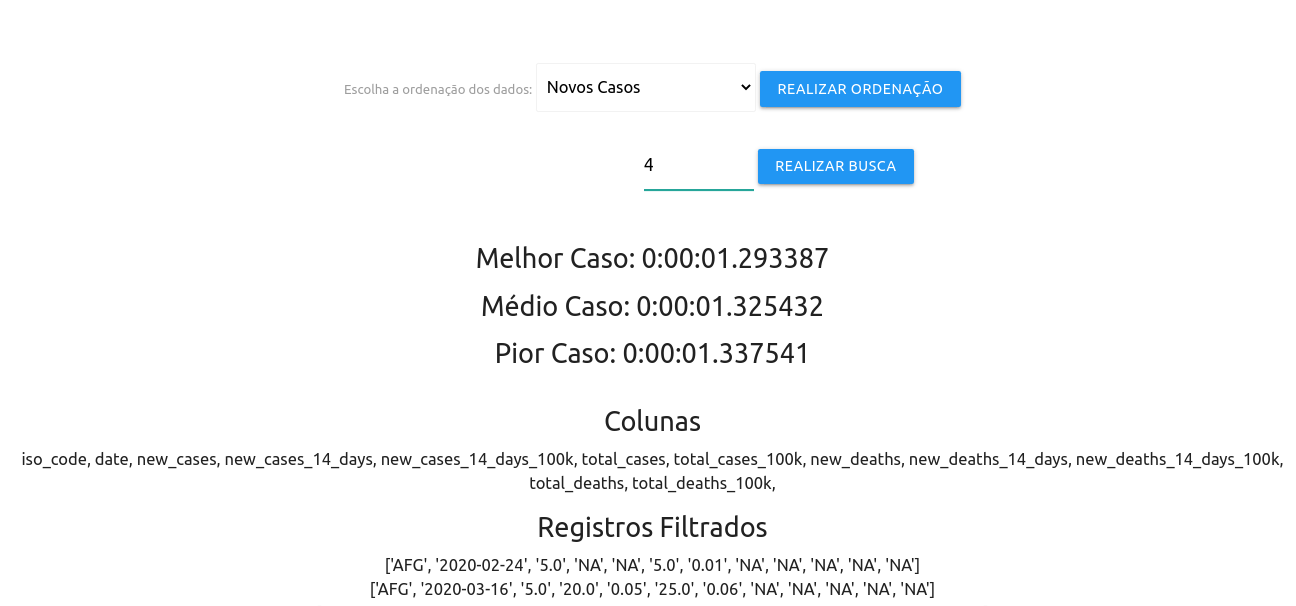 Escolha a ordenação dos dados: Novos Casos REALIZAR ORDENAÇÃO
4 REALIZAR BUSCA
Melhor Caso: 0:00:01.293387
Médio Caso: 0:00:01.325432
Pior Caso: 0:00:01.337541
Colunas
iso_code, date, new_cases, new_cases_14_days, new_cases_14_days_100k, total_cases, total_cases_100k, new_deaths, new_deaths_14_days, new_deaths_14_days_100k,
total_deaths, total_deaths_100k,
Registros Filtrados
['AFG', '2020-02-24', '5.0', 'NA', 'NA', '5.0', '0.01', 'NA', 'NA', 'NA', 'NA', 'NA']
['AFG', '2020-03-16', '5.0', '20.0', '0.05', '25.0', '0.06', 'NA', 'NA', 'NA', 'NA', 'NA']